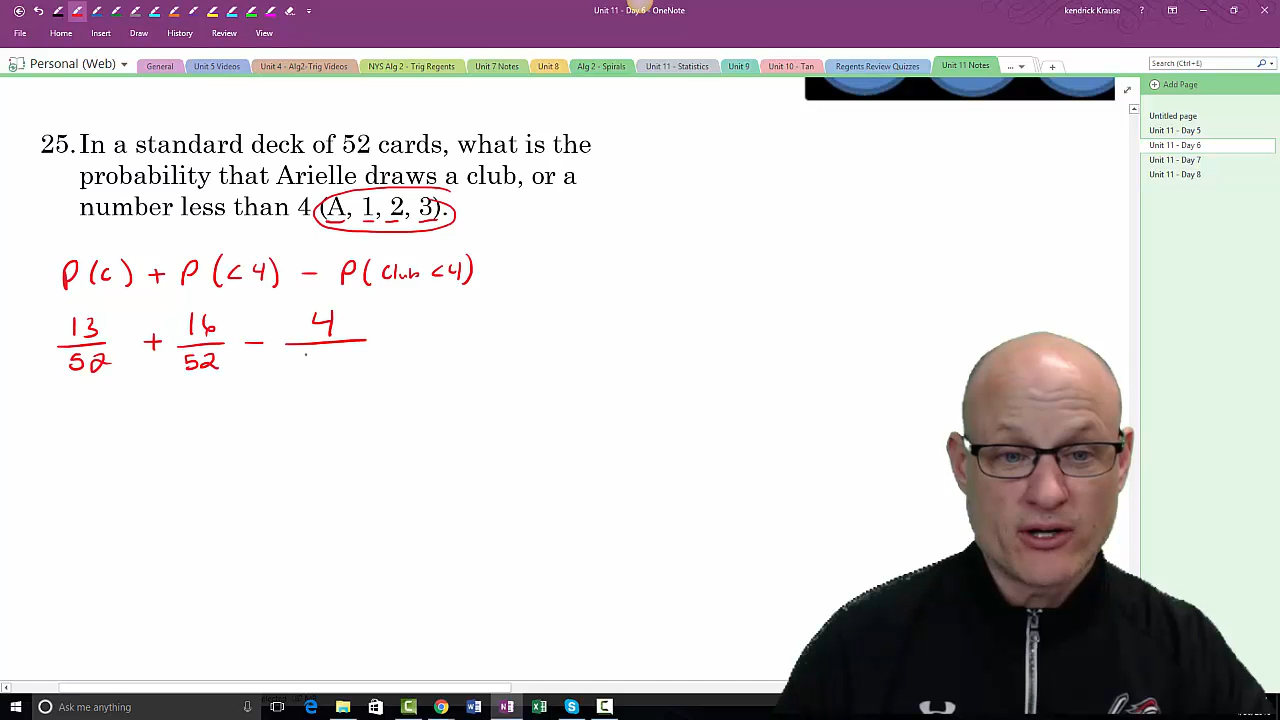 Unit 11 - Day 6 - OneNote
kendrick Krause
File Home Insert Draw History Review View
Personal (Web) General Unit 5 Videos Unit 4 - Alg2-Trig Videos NYS Alg 2 - Trig Regents Unit 7 Notes Unit 8 Alg 2 - Spirals Unit 11 - Statistics Unit 9 Unit 10 - Tan Regents Review Quizzes Unit 11 Notes ... Search (Ctrl+E)
Add Page
Untitled page
Unit 11 - Day 5
Unit 11 - Day 6
Unit 11 - Day 7
Unit 11 - Day 8
25. In a standard deck of 52 cards, what is the
probability that Arielle draws a club, or a
number less than 4 (A, 1, 2, 3).
P(C) + P(<4) - P(Club <4)
13 16 4
+ -
52 52
Ask me anything